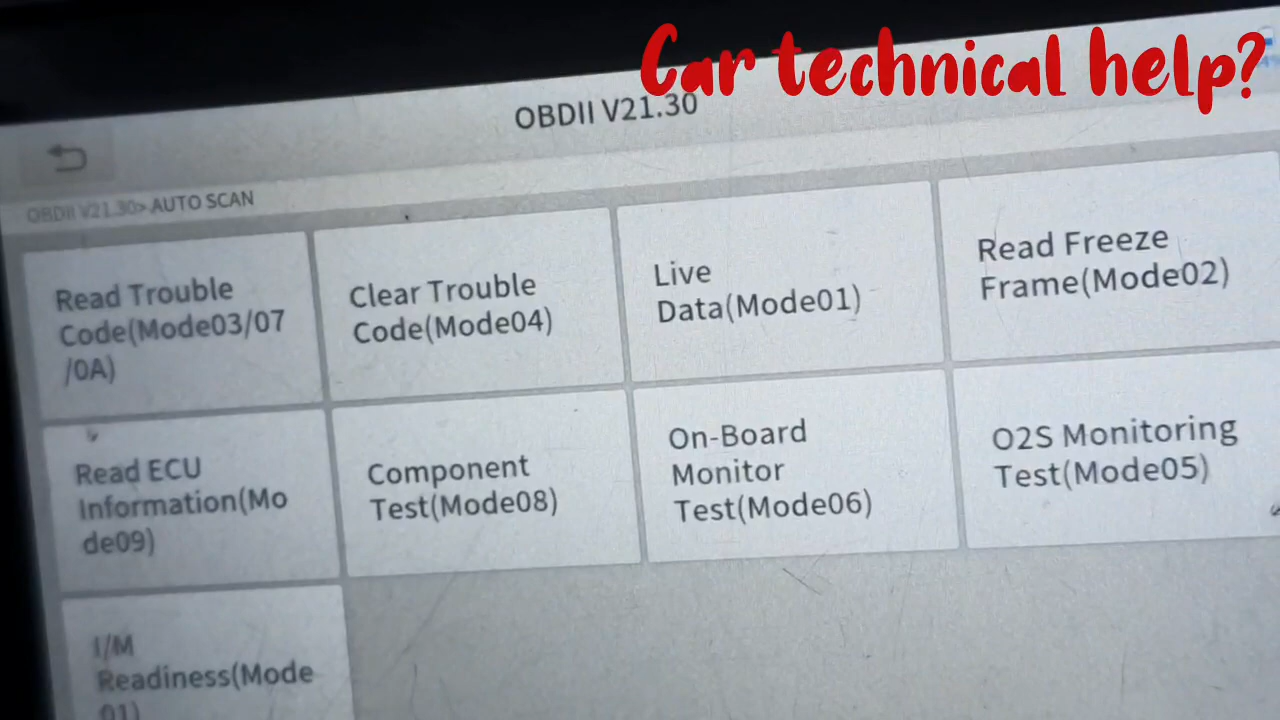 Car technical help?
OBDII V21.30
OBDII V21.30> AUTO SCAN
Read Trouble
Code(Mode03/07
/0A)
Clear Trouble
Code(Mode04)
Live
Data(Mode01)
Read Freeze
Frame(Mode02)
Read ECU
Information(Mo
de09)
Component
Test(Mode08)
On-Board
Monitor
Test(Mode06)
O2S Monitoring
Test(Mode05)
I/M
Readiness(Mode
01)